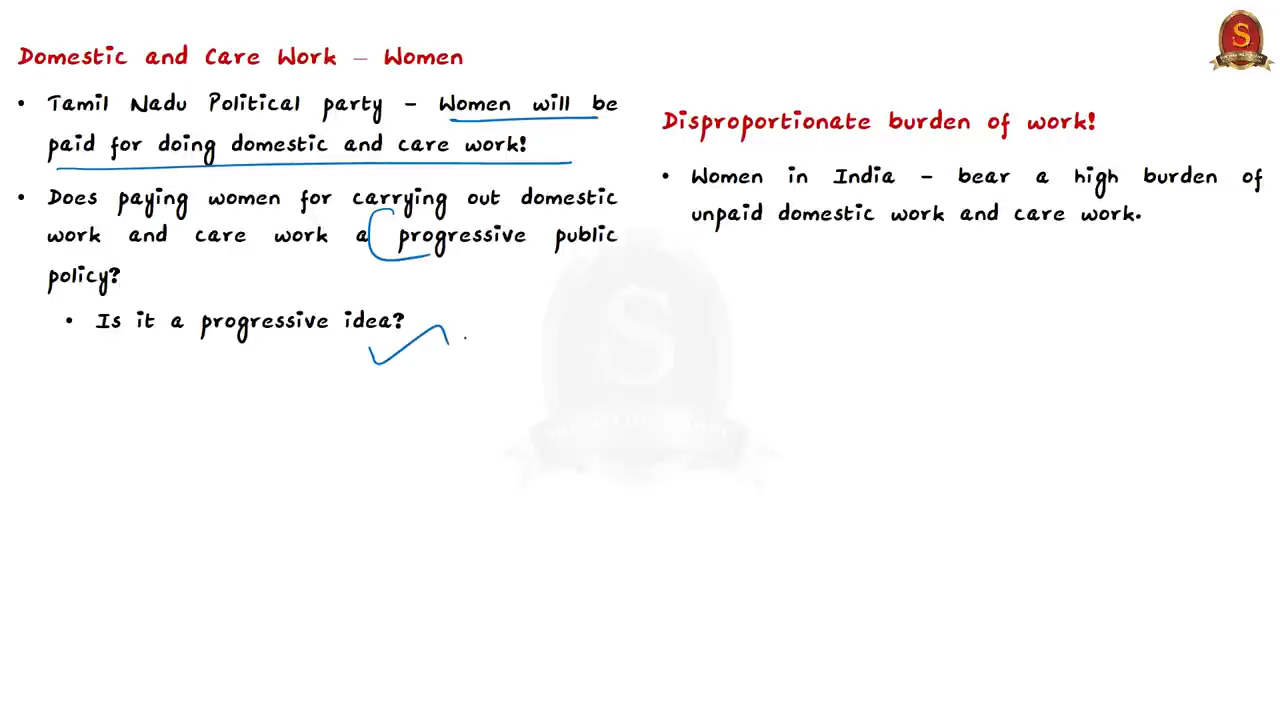 Domestic and Care Work – Women
• Tamil Nadu Political party - Women will be
paid for doing domestic and care work!
• Does paying women for carrying out domestic
work and care work a progressive public
policy?
• Is it a progressive idea?
Disproportionate burden of work!
• Women in India - bear a high burden of
unpaid domestic work and care work.
S
S